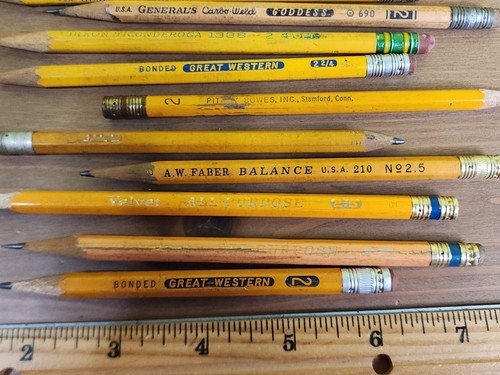 U.S.A. GENERAL'S Carbo-Weld GODDESS 690 2
DIXON TICONDEROGA 1386 - 2
BONDED GREAT WESTERN 2 2/4
2 PITNEY BOWES, INC., Stamford, Conn.
A.W. FABER BALANCE U.S.A. 210 No 2.5
Velvet
BONDED GREAT WESTERN 2
2 3 4 5 6 7